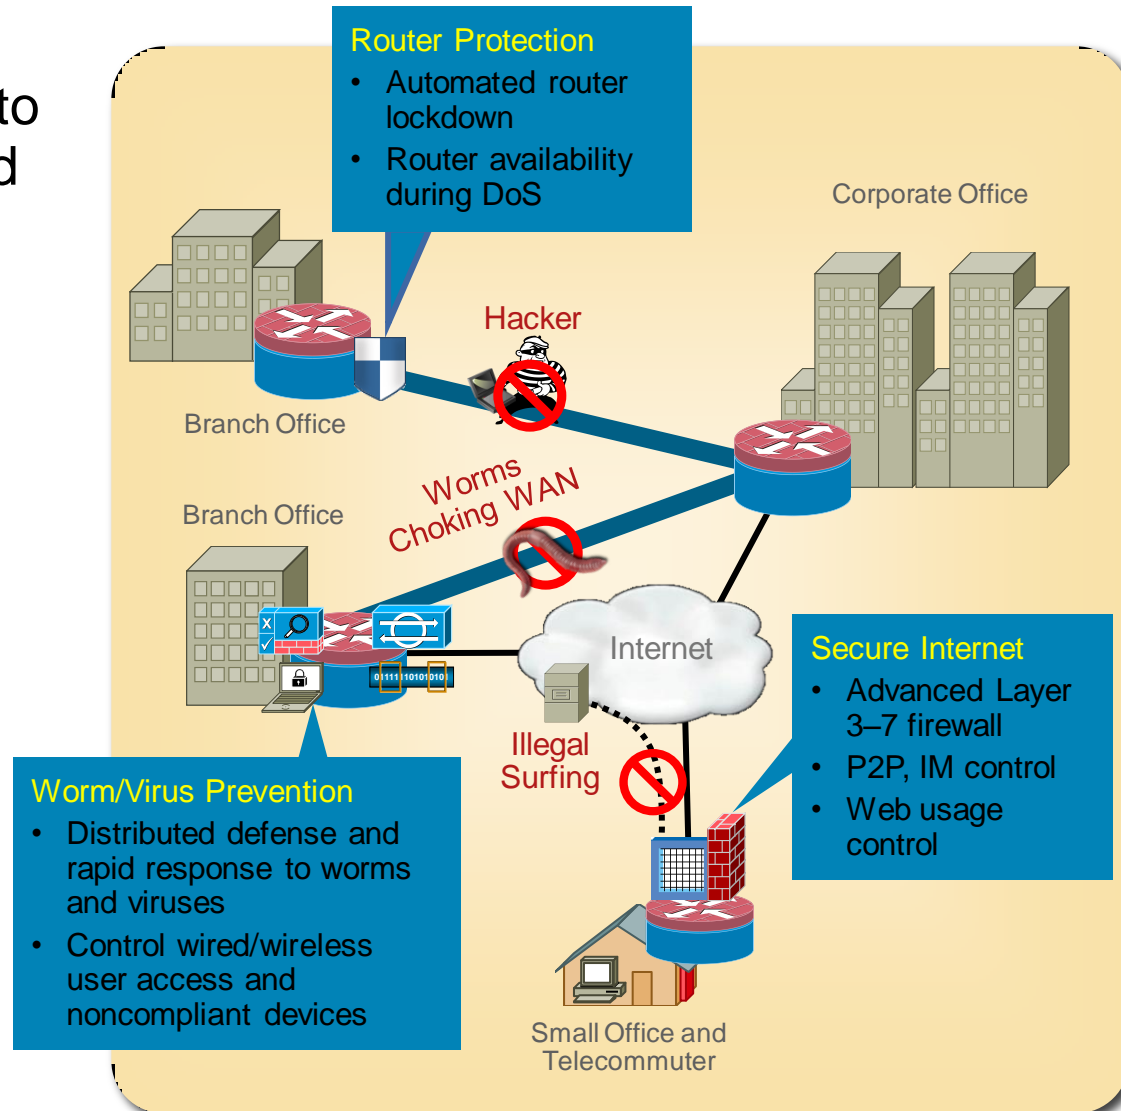 to
d
Router Protection
• Automated router
lockdown
• Router availability
during DoS
Corporate Office
Hacker
Branch Office
Worms
Choking WAN
Branch Office
X
✓
011111101010101
Internet
Secure Internet
• Advanced Layer
3–7 firewall
• P2P, IM control
• Web usage
control
Illegal
Surfing
Worm/Virus Prevention
• Distributed defense and
rapid response to worms
and viruses
• Control wired/wireless
user access and
noncompliant devices
Small Office and
Telecommuter